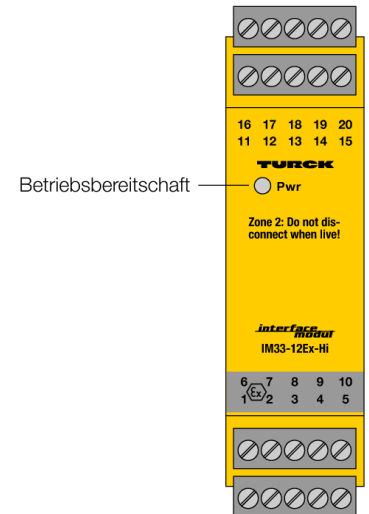 16 17 18 19 20
11 12 13 14 15
TURCK
Betriebsbereitschaft
Pwr
Zone 2: Do not dis-
connect when live!
interface
modul
IM33-12Ex-Hi
6 7 8 9 10
Ex
1 2 3 4 5